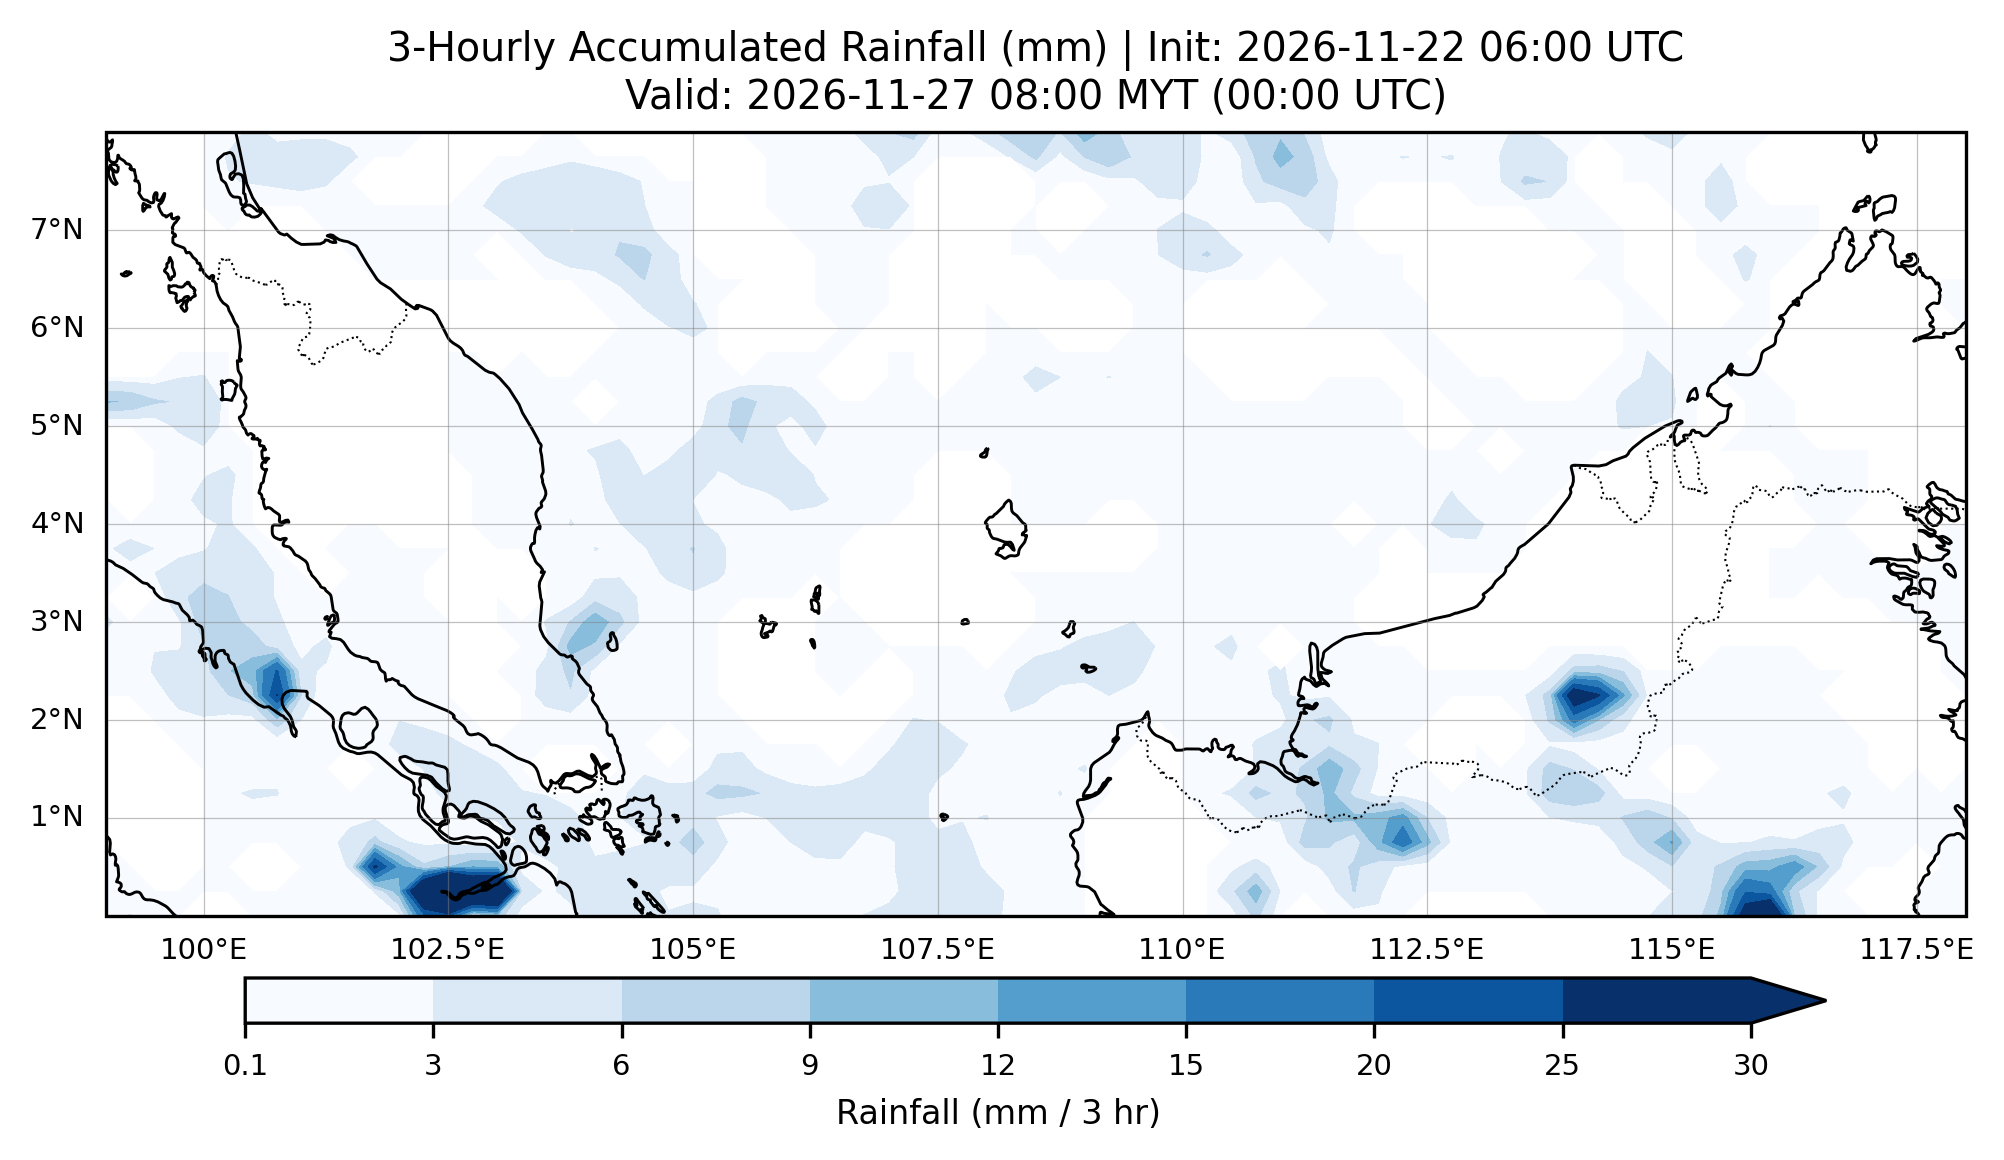 3-Hourly Accumulated Rainfall (mm) | Init: 2026-11-22 06:00 UTC
Valid: 2026-11-27 08:00 MYT (00:00 UTC)
7°N
6°N
5°N
4°N
3°N
2°N
1°N
100°E 102.5°E 105°E 107.5°E 110°E 112.5°E 115°E 117.5°E
0.1 3 6 9 12 15 20 25 30
Rainfall (mm / 3 hr)